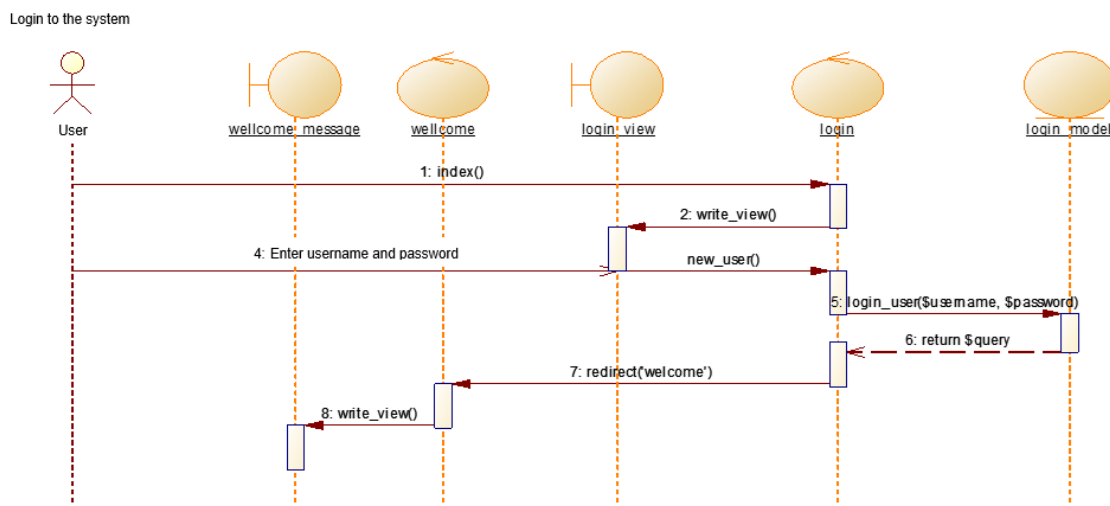 Login to the system
User
wellcome_message
wellcome
login_view
login
login_model
1: index()
2: write_view()
4: Enter username and password
new_user()
5: login_user($username, $password)
6: return $query
7: redirect('welcome')
8: write_view()